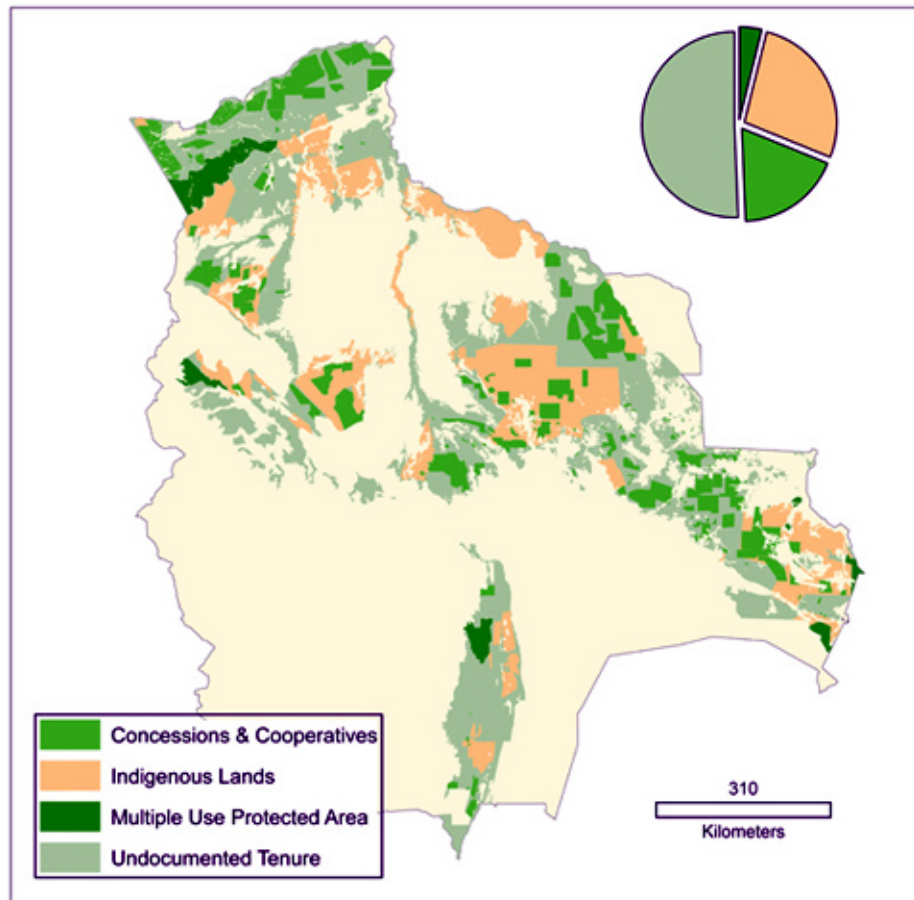 Concessions & Cooperatives
Indigenous Lands
Multiple Use Protected Area
Undocumented Tenure
310
Kilometers